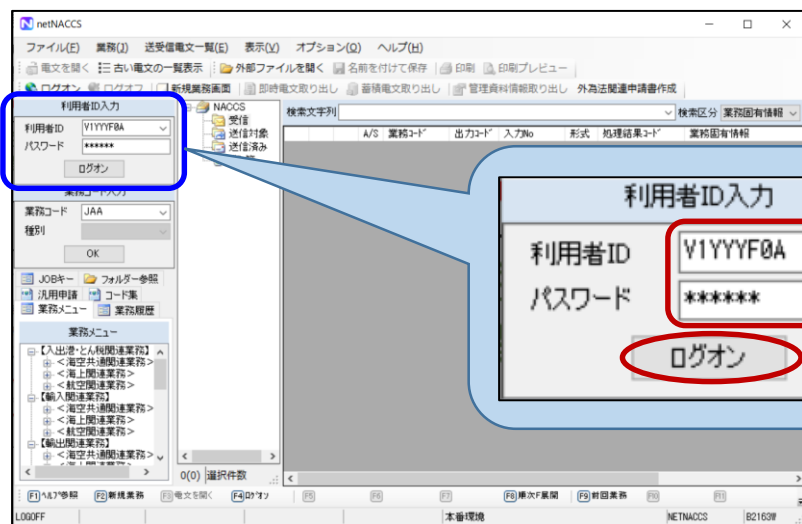 netNACCS
ファイル(F) 業務(J) 送受信電文一覧(E) 表示(V) オプション(O) ヘルプ(H)
電文を開く 古い電文の一覧表示 外部ファイルを開く 名前を付けて保存 印刷 印刷プレビュー
ログオン ログオフ 新規業務画面 即時電文取り出し 蓄積電文取り出し 管理資料情報取り出し 外為法関連申請書作成
利用者ID入力
利用者ID V1YYYF0A
パスワード ******
ログオン
業務コード入力
業務コード JAA
種別
OK
JOBキー フォルダー参照
汎用申請 コード集
業務メニュー 業務履歴
業務メニュー
【入出港・とん税関連業務】
<海空共通関連業務>
<海上関連業務>
<航空関連業務>
【輸入関連業務】
<海空共通関連業務>
<海上関連業務>
<航空関連業務>
【輸出関連業務】
<海空共通関連業務>
NACCS
受信
送信対象
送信済み
0(0) 選択件数
検索文字列 検索区分 業務固有情報
A/S 業務コード 出力コード 入力No 形式 処理結果コード 業務固有情報
利用者ID入力
利用者ID V1YYYF0A
パスワード ******
ログオン
F1 ヘルプ参照 F2 新規業務 F3 電文を開く F4 ログオン F5 F6 F7 F8 順次F展開 F9 前回業務 F10 F11
LOGOFF 本番環境 NETNACCS B2163W